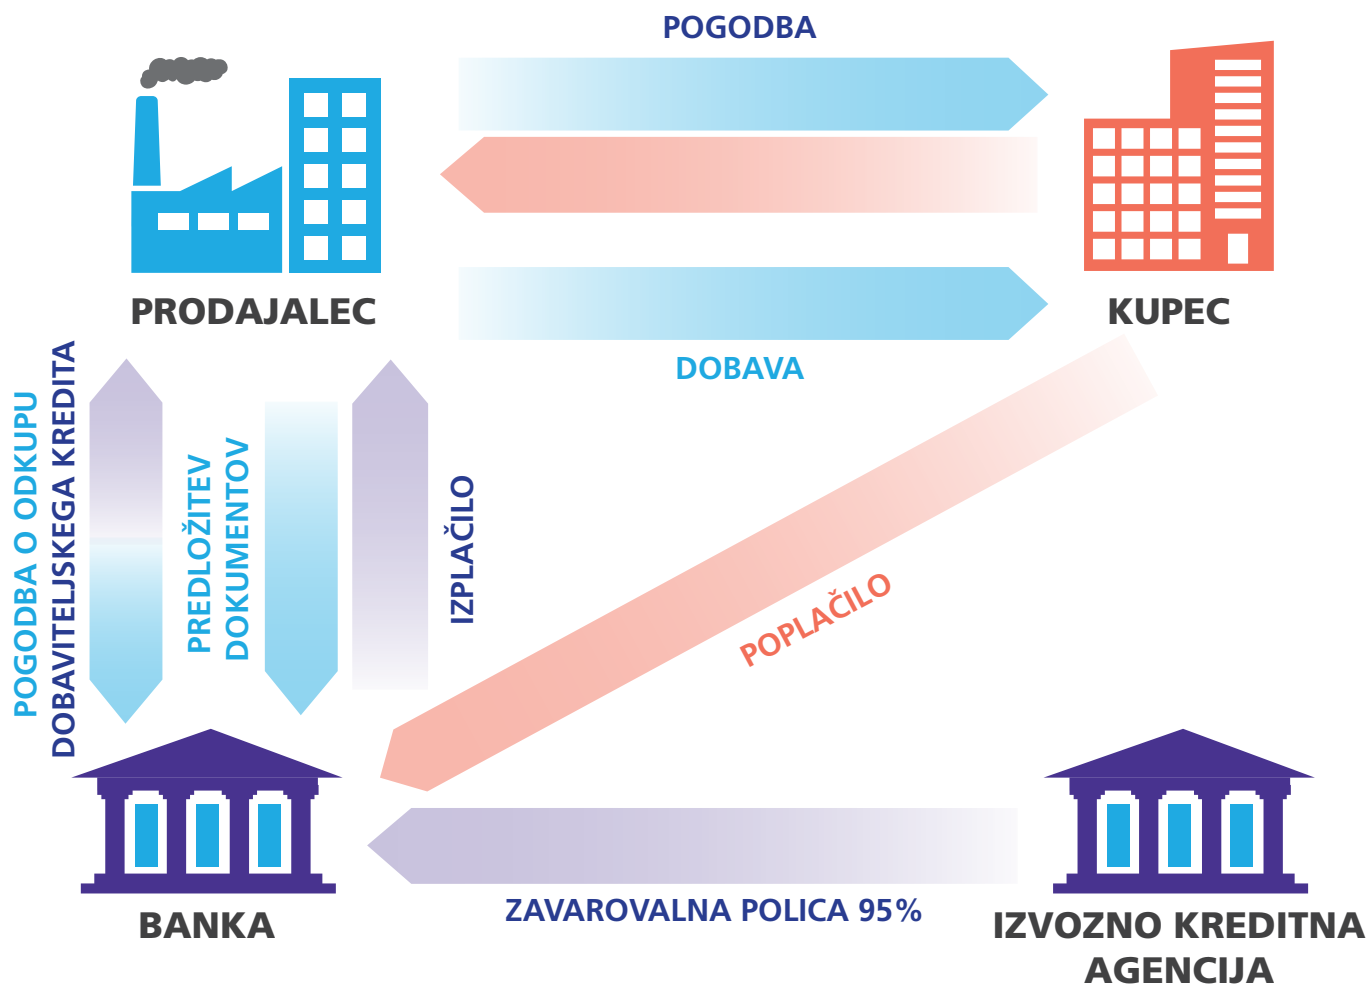 POGODBA
PRODAJALEC
KUPEC
DOBAVA
POGODBA O ODKUPU
DOBAVITELJSKEGA KREDITA
PREDLOŽITEV
DOKUMENTOV
IZPLAČILO
POPLAČILO
BANKA
ZAVAROVALNA POLICA 95%
IZVOZNO KREDITNA
AGENCIJA